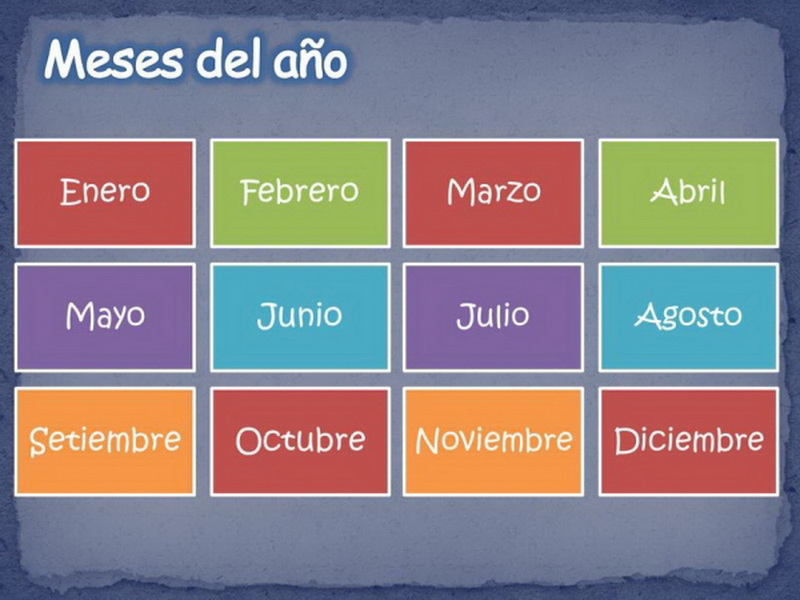 Meses del año
Enero Febrero Marzo Abril
Mayo Junio Julio Agosto
Setiembre Octubre Noviembre Diciembre